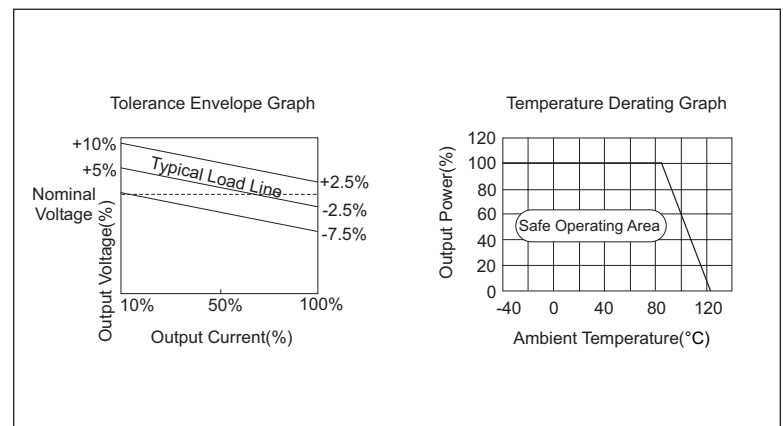 Tolerance Envelope Graph
+10%
+5%
Nominal
Voltage
Output Voltage(%)
Typical Load Line
+2.5%
-2.5%
-7.5%
10%
50%
100%
Output Current(%)
Temperature Derating Graph
Output Power(%)
120
100
80
60
40
20
0
Safe Operating Area
-40
0
40
80
120
Ambient Temperature(°C)